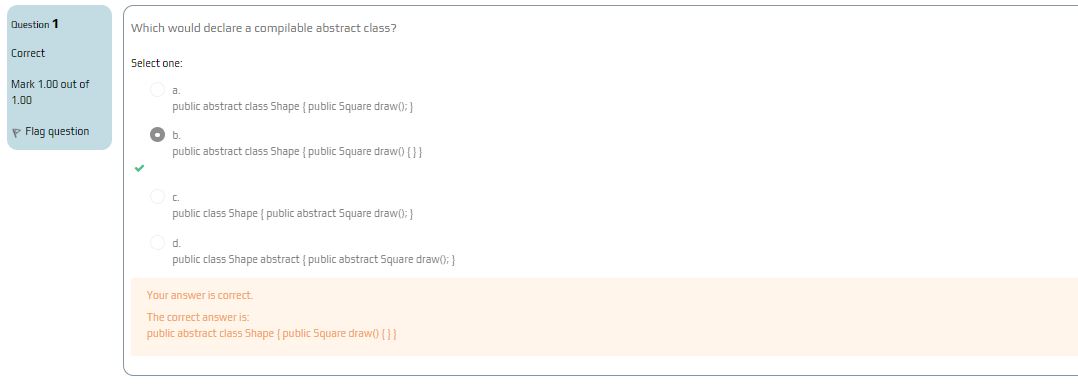 Question 1
Correct
Mark 1.00 out of
1.00
Flag question
Which would declare a compilable abstract class?
Select one:
a.
public abstract class Shape { public Square draw(); }
b.
public abstract class Shape { public Square draw() { } }
c.
public class Shape { public abstract Square draw(); }
d.
public class Shape abstract { public abstract Square draw(); }
Your answer is correct.
The correct answer is:
public abstract class Shape { public Square draw() { } }